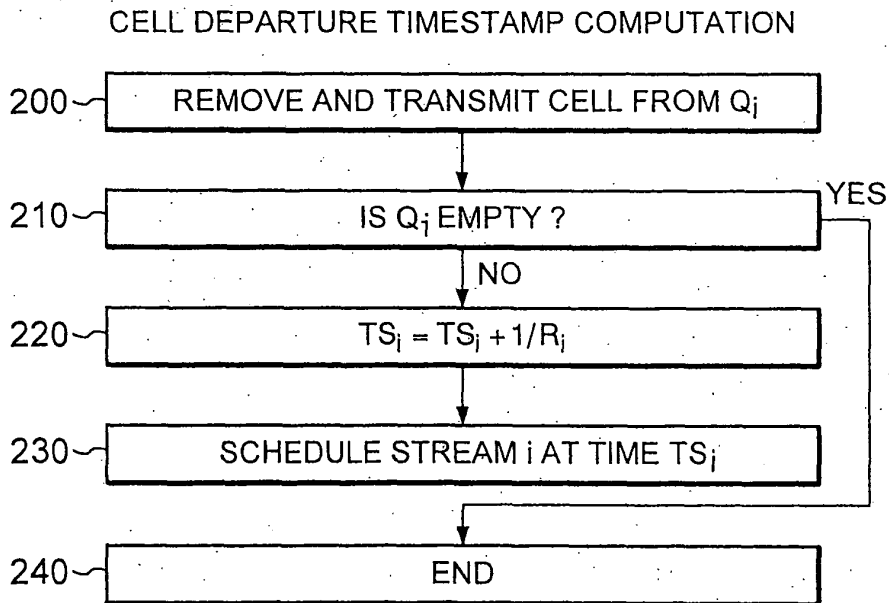 CELL DEPARTURE TIMESTAMP COMPUTATION
200 REMOVE AND TRANSMIT CELL FROM Qi
210 IS Qi EMPTY ? YES
NO
220 TSi = TSi + 1/Ri
230 SCHEDULE STREAM i AT TIME TSi
240 END